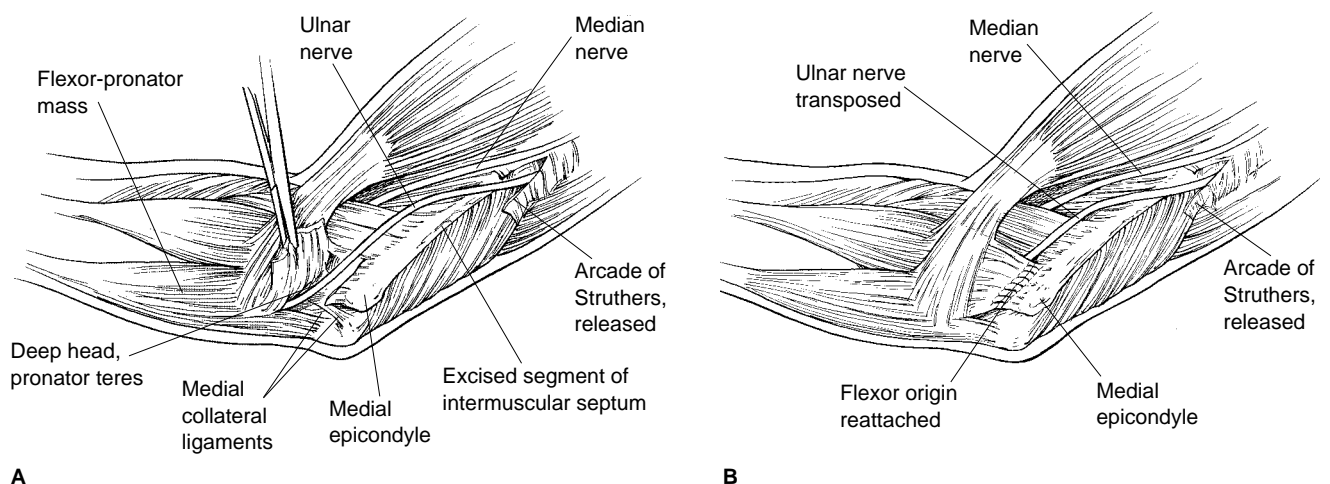 Ulnar
nerve
Median
nerve
Flexor-pronator
mass
Deep head,
pronator teres
Medial
collateral
ligaments
Medial
epicondyle
Excised segment of
intermuscular septum
Arcade of
Struthers,
released
A
Median
nerve
Ulnar nerve
transposed
Arcade of
Struthers,
released
Flexor origin
reattached
Medial
epicondyle
B